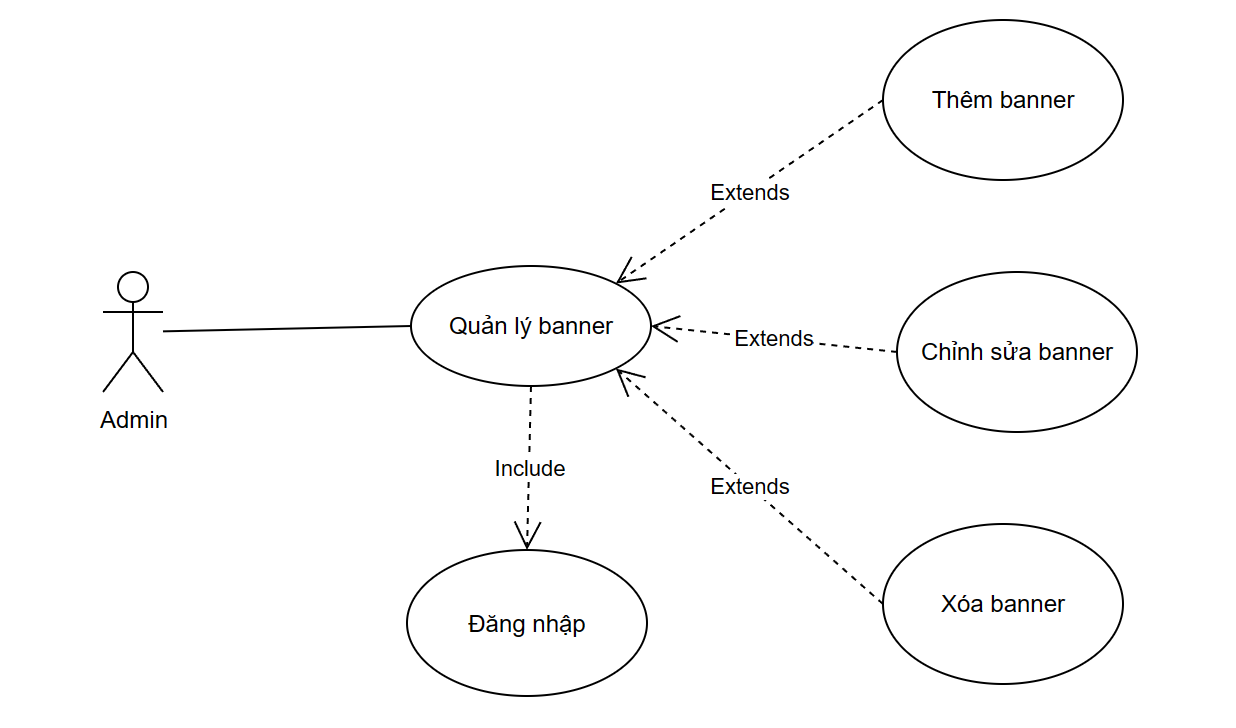 Thêm banner
Extends
Quản lý banner
Extends
Chỉnh sửa banner
Admin
Include
Extends
Đăng nhập
Xóa banner